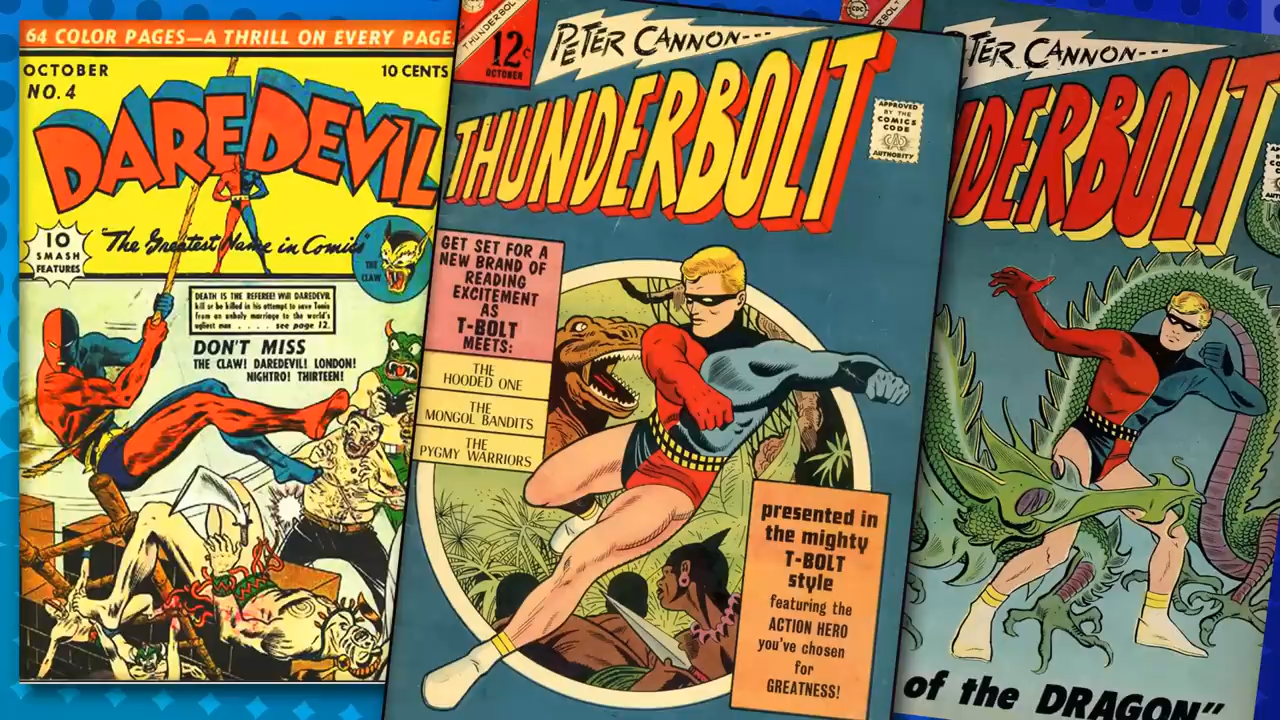 64 COLOR PAGES—A THRILL ON EVERY PAGE
OCTOBER
NO. 4
10 CENTS
DAREDEVIL
"The Greatest Name in Comics"
10
SMASH
FEATURES
THE
CLAW
DEATH IS THE REFEREE! Will DAREDEVIL
kill or be killed in his attempt to save Tonia
from an unholy marriage to the world's
ugliest man . . . . . see page 12.
DON'T MISS
THE CLAW! DAREDEVIL! LONDON!
NIGHTRO! THIRTEEN!
THUNDERBOLT
12¢
OCTOBER
PETER CANNON---
THUNDERBOLT
APPROVED
BY THE
COMICS
CODE
CA
AUTHORITY
GET SET FOR A
NEW BRAND OF
READING
EXCITEMENT
AS
T-BOLT
MEETS:
THE
HOODED ONE
THE
MONGOL BANDITS
THE
PYGMY WARRIORS
presented in
the mighty
T-BOLT
style
featuring the
ACTION HERO
you've chosen
for
GREATNESS!
CDC
RBOLT
TER CANNON---
NDERBOLT
of the DRAGON"